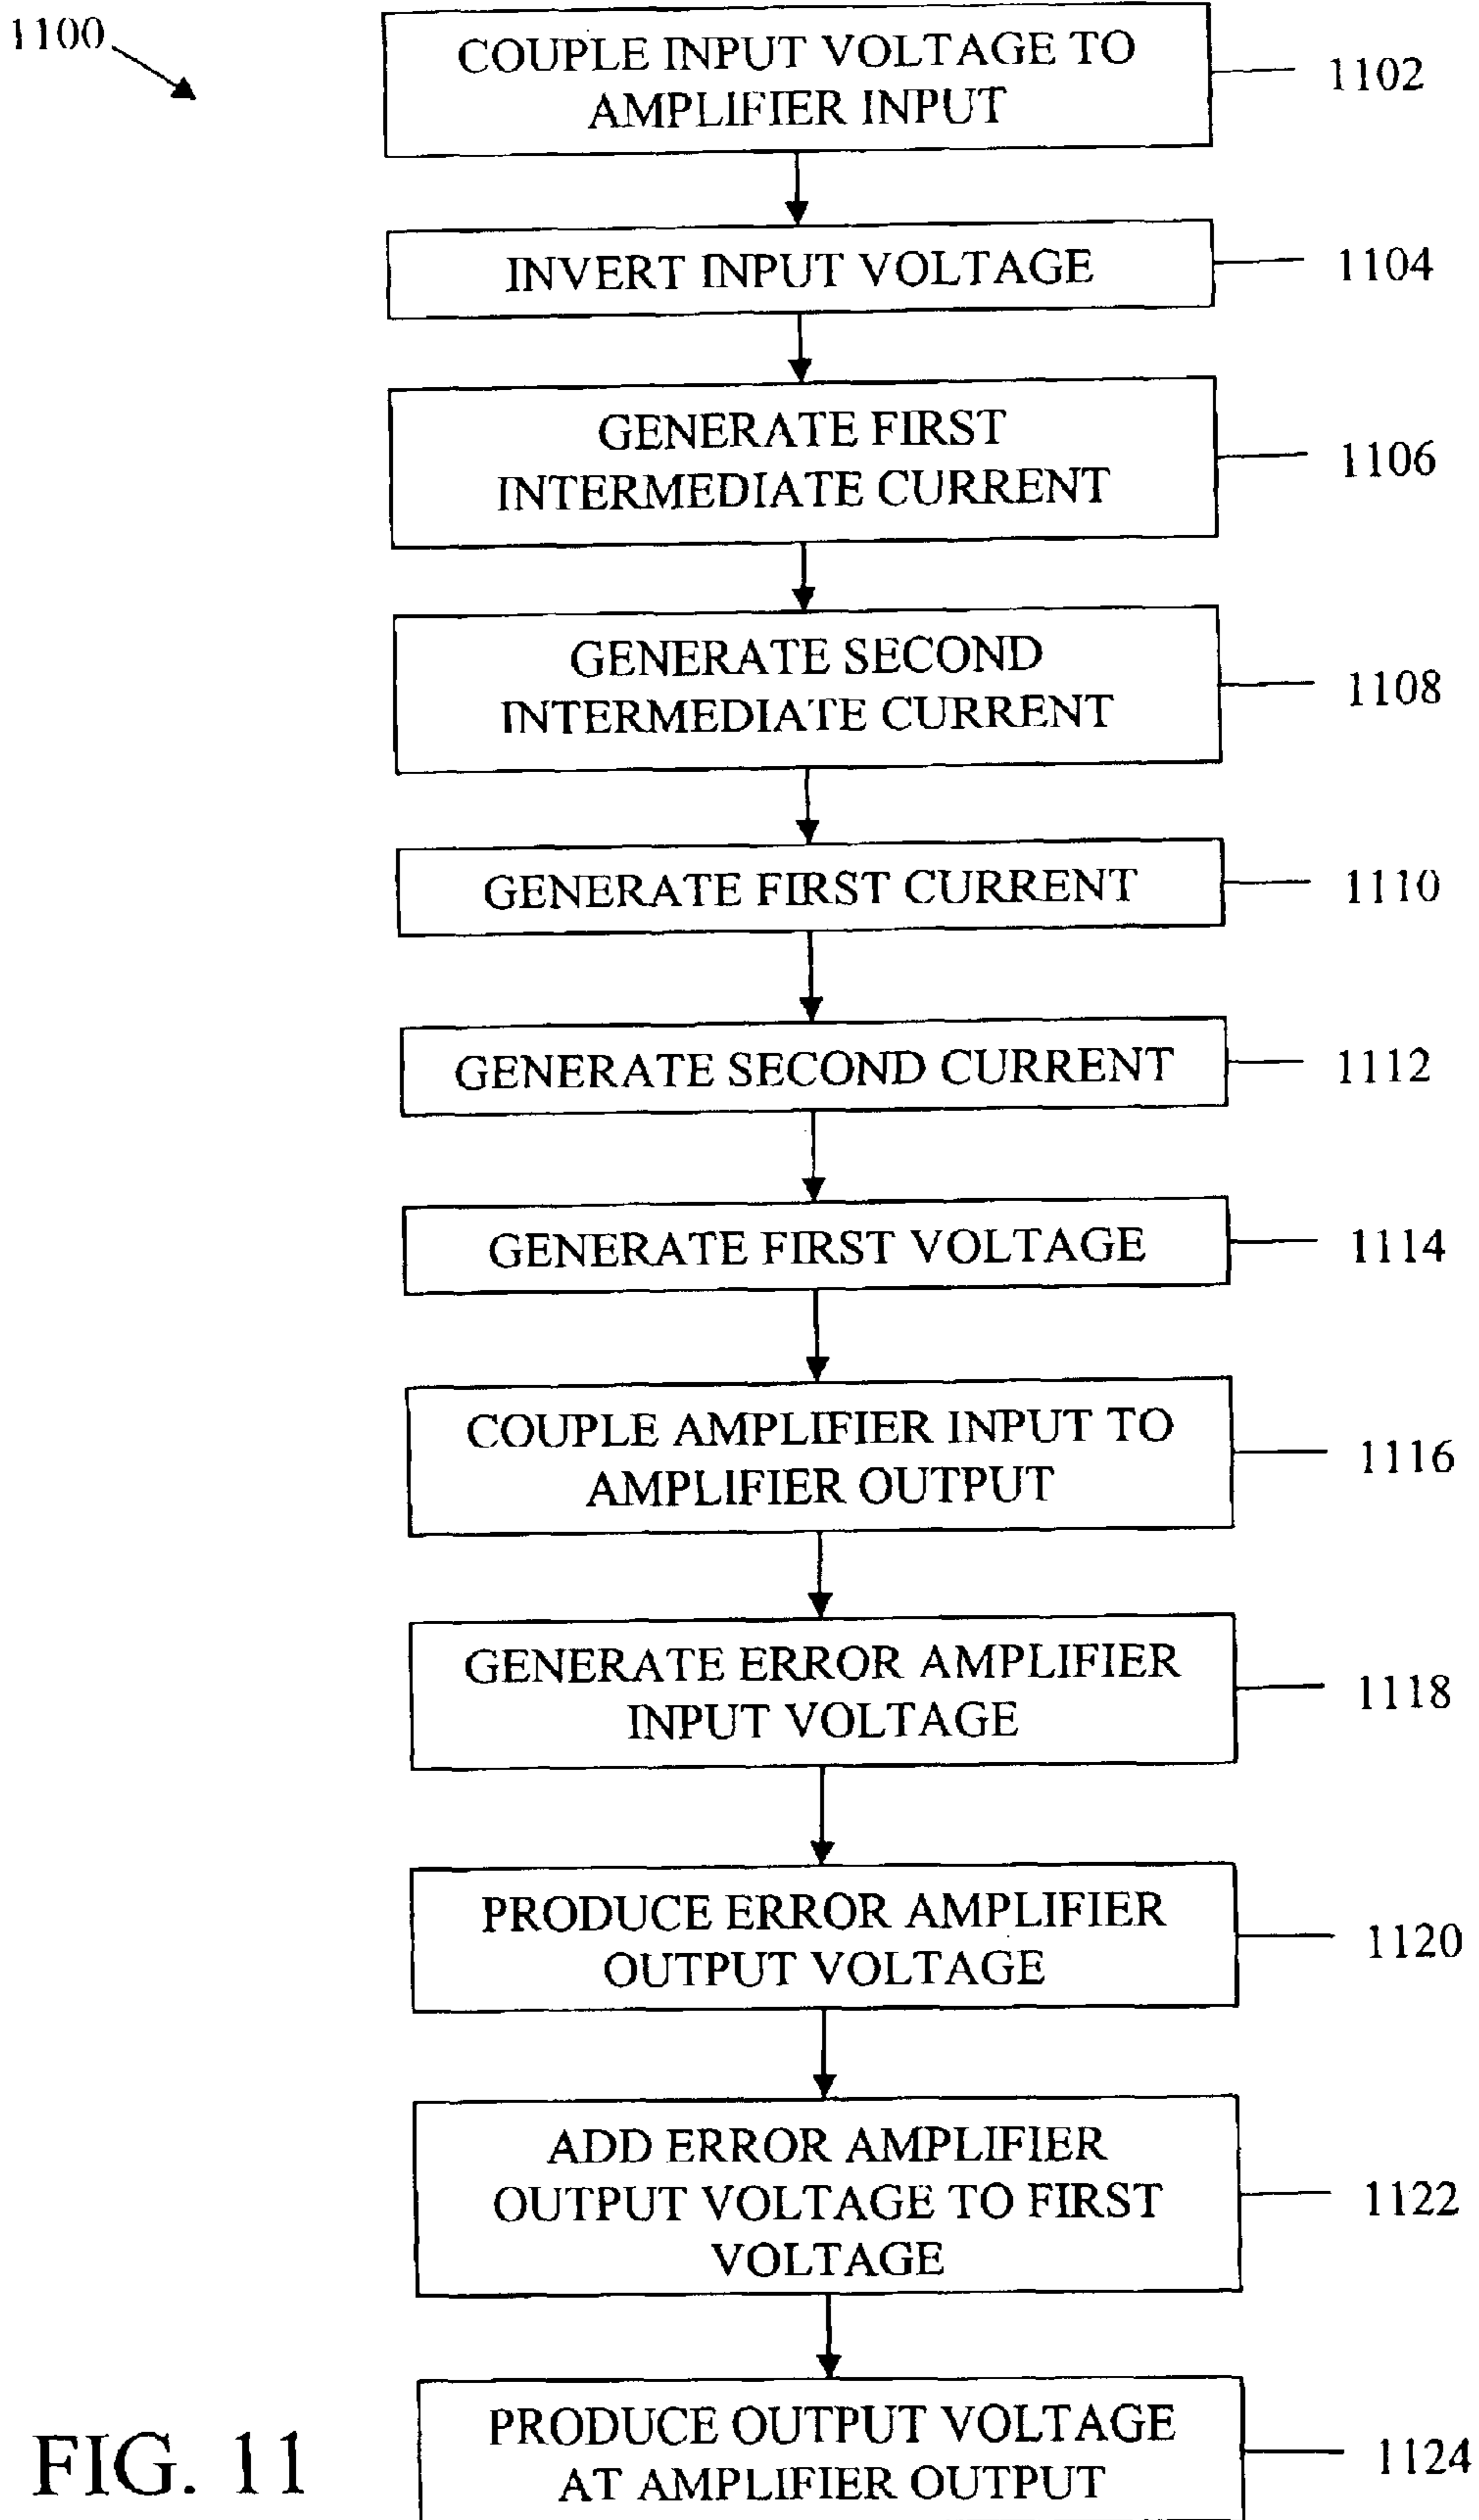 1100
COUPLE INPUT VOLTAGE TO
AMPLIFIER INPUT
1102
INVERT INPUT VOLTAGE
1104
GENERATE FIRST
INTERMEDIATE CURRENT
1106
GENERATE SECOND
INTERMEDIATE CURRENT
1108
GENERATE FIRST CURRENT
1110
GENERATE SECOND CURRENT
1112
GENERATE FIRST VOLTAGE
1114
COUPLE AMPLIFIER INPUT TO
AMPLIFIER OUTPUT
1116
GENERATE ERROR AMPLIFIER
INPUT VOLTAGE
1118
PRODUCE ERROR AMPLIFIER
OUTPUT VOLTAGE
1120
ADD ERROR AMPLIFIER
OUTPUT VOLTAGE TO FIRST
VOLTAGE
1122
PRODUCE OUTPUT VOLTAGE
AT AMPLIFIER OUTPUT
1124
FIG. 11